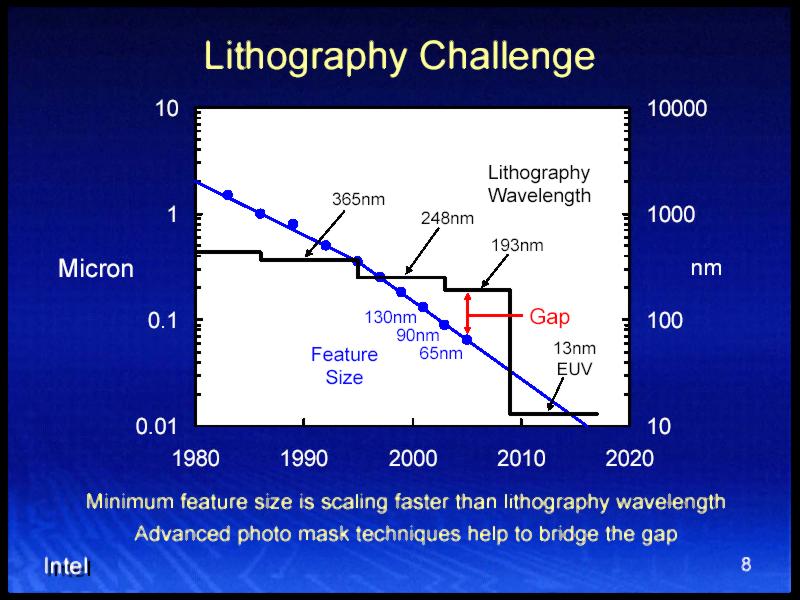 Lithography Challenge
10
10000
Lithography
Wavelength
365nm
248nm
1
1000
193nm
Micron
nm
0.1
130nm
Gap
100
90nm
65nm
Feature
Size
13nm
EUV
0.01
10
1980
1990
2000
2010
2020
Minimum feature size is scaling faster than lithography wavelength
Advanced photo mask techniques help to bridge the gap
Intel
8